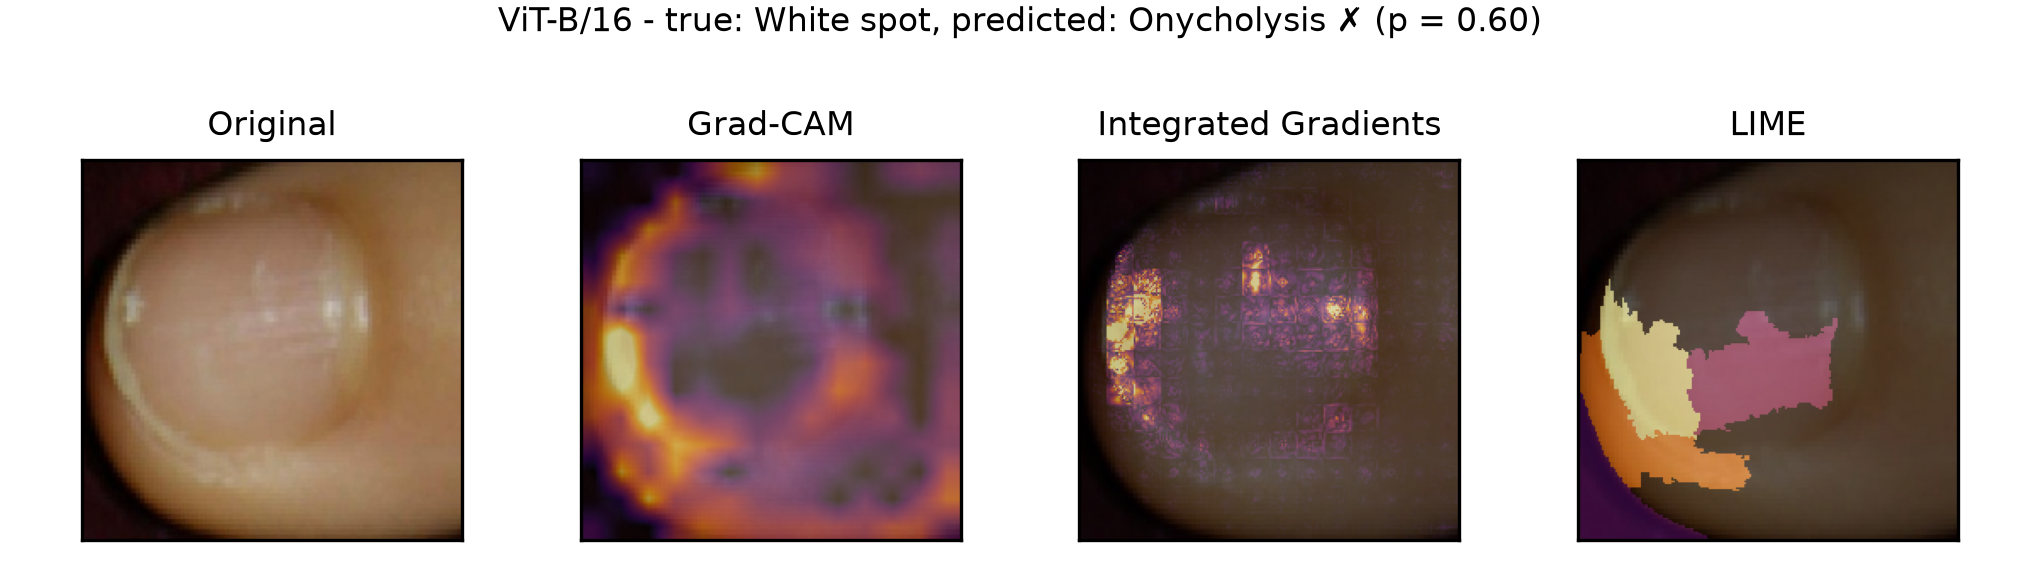 ViT-B/16 - true: White spot, predicted: Onycholysis ✗ (p = 0.60)
Original
Grad-CAM
Integrated Gradients
LIME